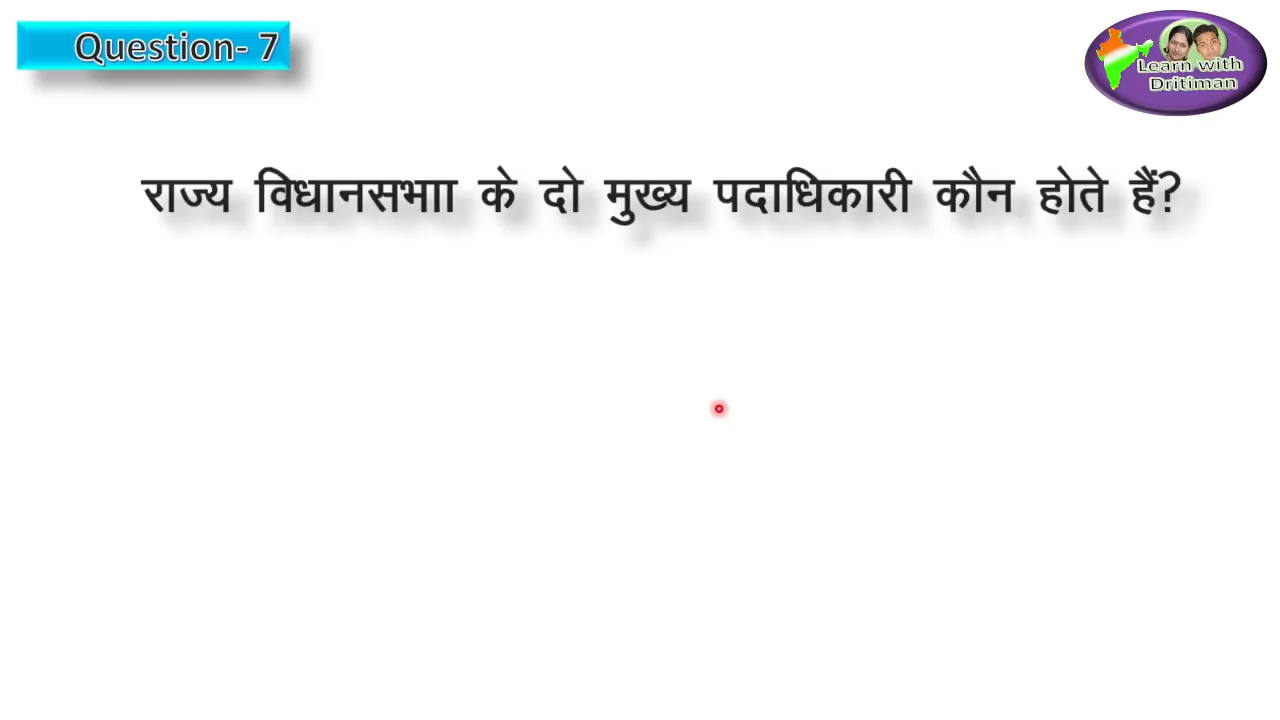 Question- 7
Learn with
Dritiman
राज्य विधानसभाा के दो मुख्य पदाधिकारी कौन होते हैं?